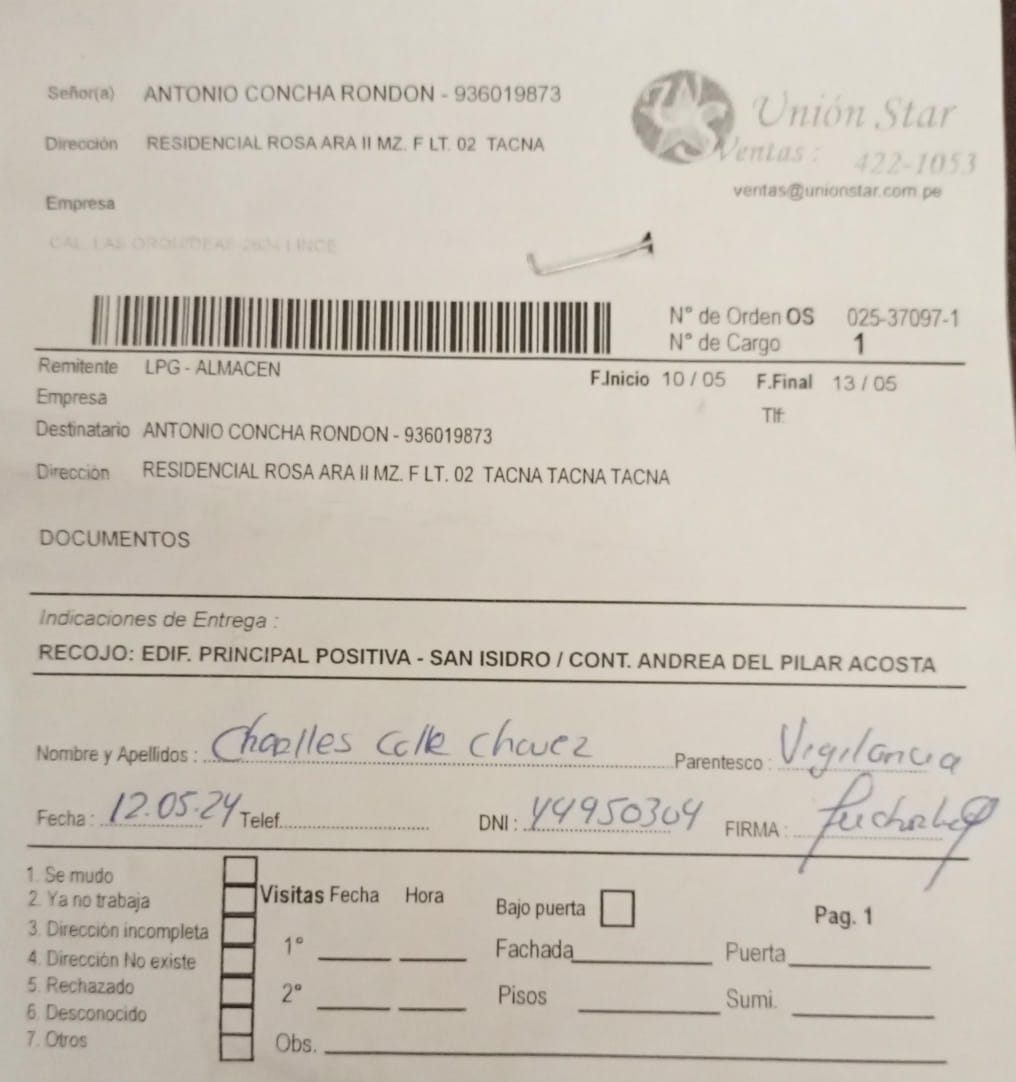 Señor(a) ANTONIO CONCHA RONDON - 936019873
Dirección RESIDENCIAL ROSA ARA II MZ. F LT. 02 TACNA
Empresa
CAL. LAS ORQUIDEAS 2634 LINCE
Unión Star
Ventas : 422-1053
ventas@unionstar.com.pe
N° de Orden OS 025-37097-1
N° de Cargo 1
Remitente LPG - ALMACEN
F.Inicio 10 / 05 F.Final 13 / 05
Empresa
Tlf:
Destinatario ANTONIO CONCHA RONDON - 936019873
Dirección RESIDENCIAL ROSA ARA II MZ. F LT. 02 TACNA TACNA TACNA
DOCUMENTOS
Indicaciones de Entrega :
RECOJO: EDIF. PRINCIPAL POSITIVA - SAN ISIDRO / CONT. ANDREA DEL PILAR ACOSTA
Nombre y Apellidos : Charlles Calle Chavez Parentesco : Vigilancia
Fecha : 12.05.24 Telef. DNI : 44950304 FIRMA :
1. Se mudo
2. Ya no trabaja
3. Dirección incompleta
4. Dirección No existe
5. Rechazado
6. Desconocido
7. Otros
Visitas Fecha Hora
1°
2°
Obs.
Bajo puerta
Pag. 1
Fachada Puerta
Pisos Sumi.